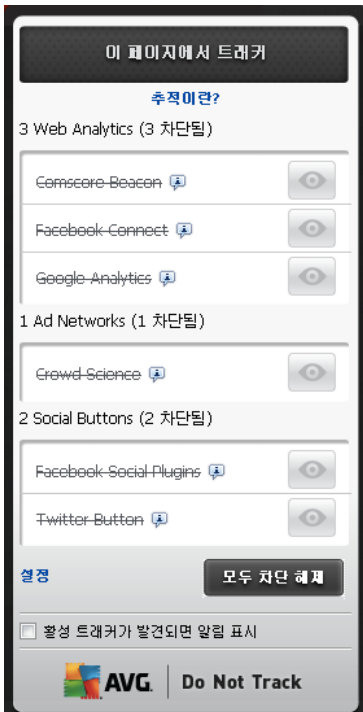 이 페이지에서 트래커
추적이란?
3 Web Analytics (3 차단됨)
Comscore Beacon
Facebook Connect
Google Analytics
1 Ad Networks (1 차단됨)
Crowd Science
2 Social Buttons (2 차단됨)
Facebook Social Plugins
Twitter Button
설정
모두 차단 해제
활성 트래커가 발견되면 알림 표시
AVG. Do Not Track